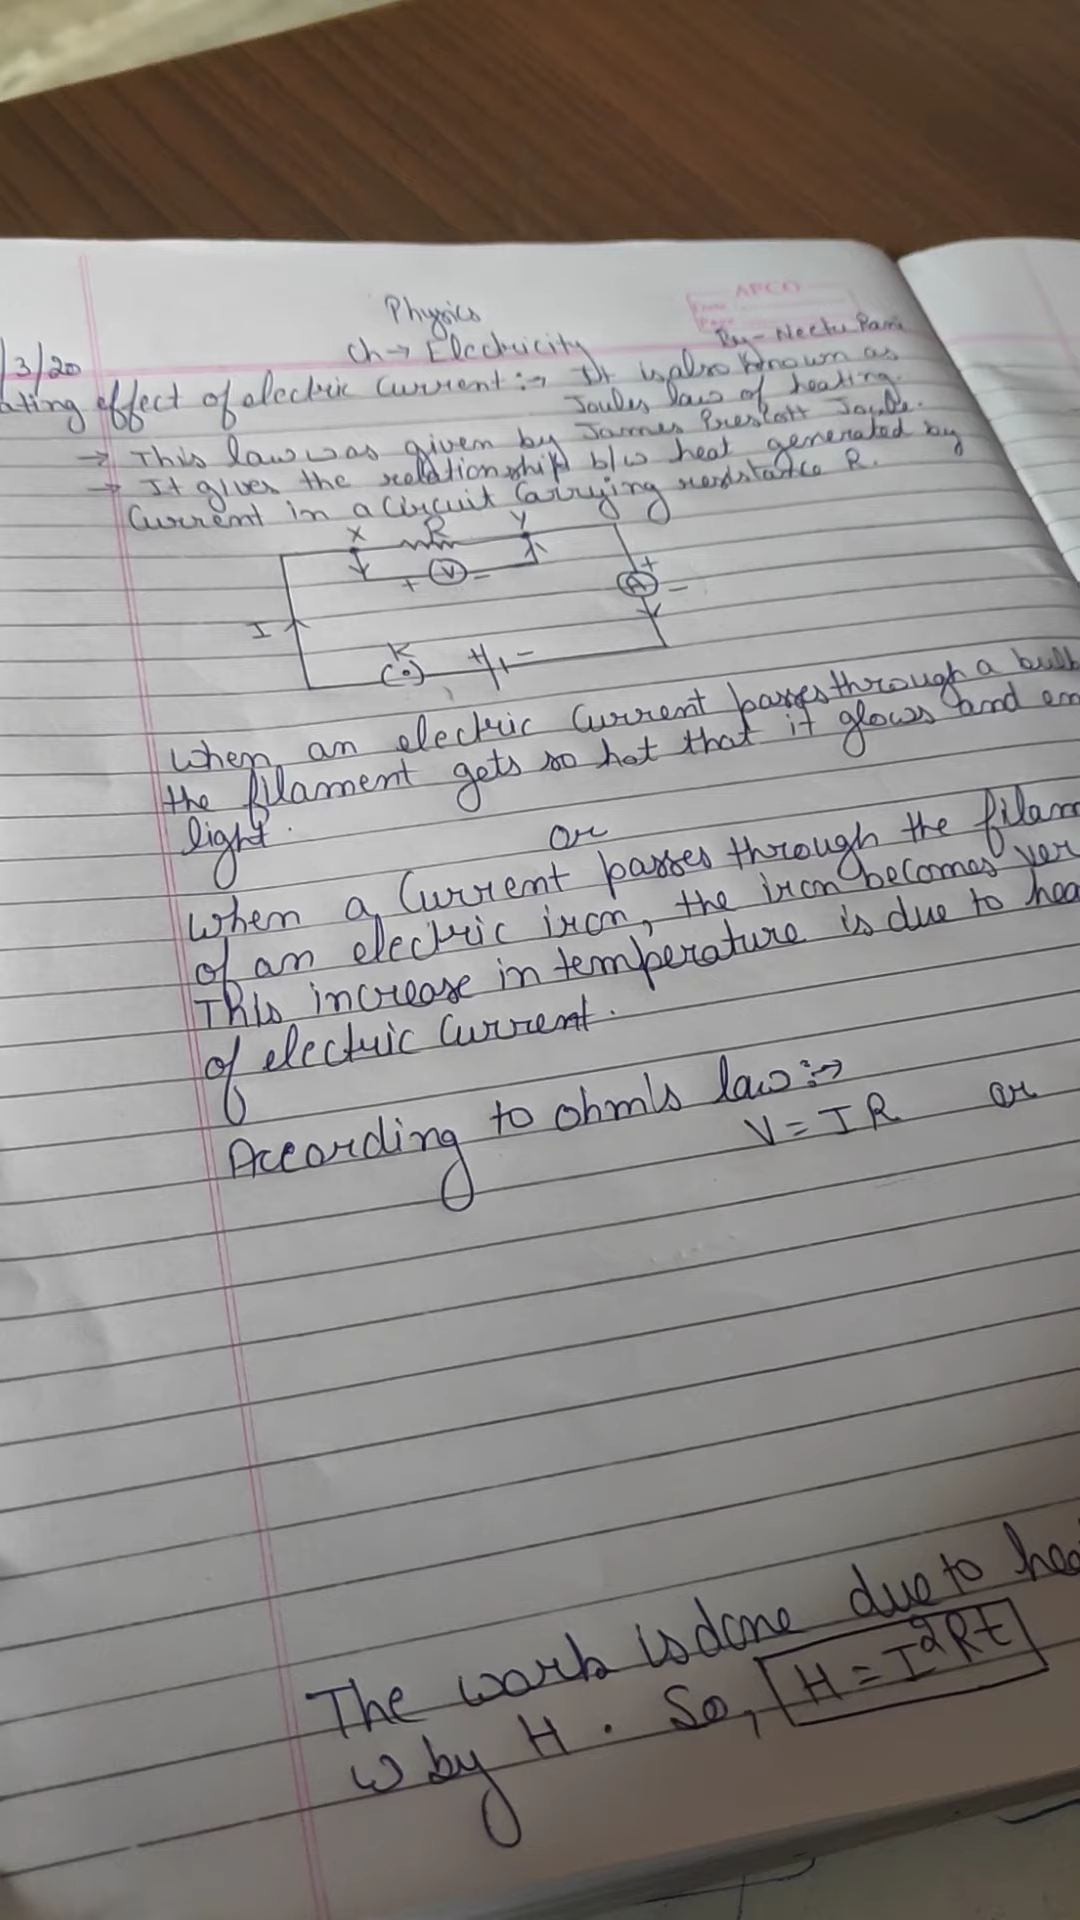 APCO
Physics
By- Neetu
/3/20
Ch→ Electricity
ating effect of electric current:→ It is also known as
Joules law of heating.
→ This law was given by James Prescott Joule.
→ It gives the relationship b/w heat generated by
Current in a circuit carrying resistance R.
X R Y
+ V -
+
A -
I
K
(•) + -
When an electric current passes through a bulb
the filament gets so hot that it glows and em
light.
or
When a current passes through the filam
of an electric iron, the iron becomes ver
This increase in temperature is due to hea
of electric current.
According to ohm's law:→
V = IR or
The work is done due to hea
W by H. So, H = I²Rt